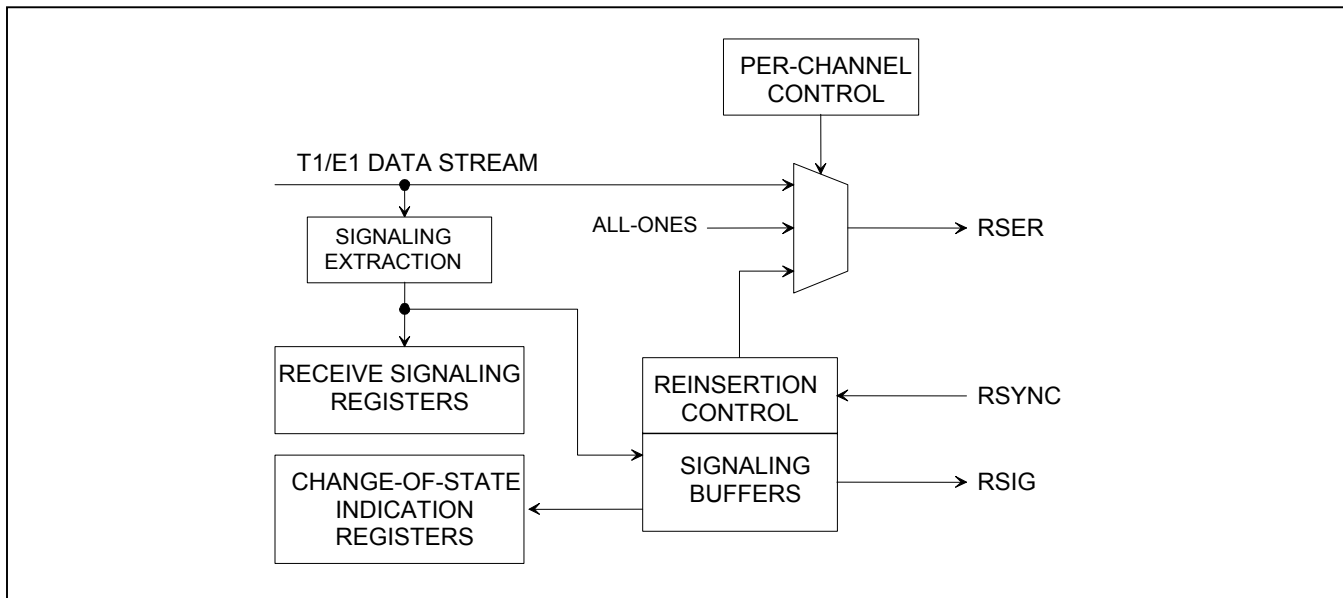 PER-CHANNEL
CONTROL
T1/E1 DATA STREAM
ALL-ONES
RSER
SIGNALING
EXTRACTION
RECEIVE SIGNALING
REGISTERS
REINSERTION
CONTROL
RSYNC
SIGNALING
BUFFERS
RSIG
CHANGE-OF-STATE
INDICATION
REGISTERS